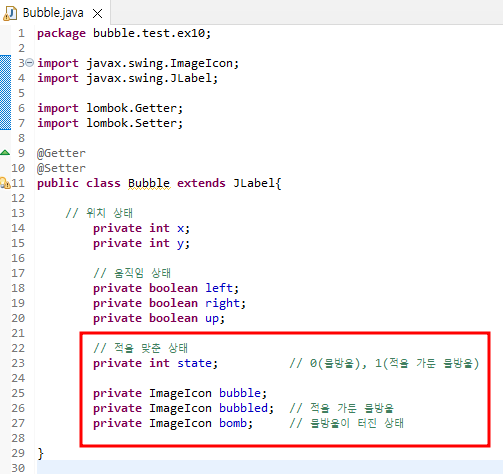 Bubble.java
1 package bubble.test.ex10;
2
3 import javax.swing.ImageIcon;
4 import javax.swing.JLabel;
5
6 import lombok.Getter;
7 import lombok.Setter;
8
9 @Getter
10 @Setter
11 public class Bubble extends JLabel{
12
13 // 위치 상태
14 private int x;
15 private int y;
16
17 // 움직임 상태
18 private boolean left;
19 private boolean right;
20 private boolean up;
21
22 // 적을 맞춘 상태
23 private int state; // 0(물방울), 1(적을 가둔 물방울)
24
25 private ImageIcon bubble;
26 private ImageIcon bubbled; // 적을 가둔 물방울
27 private ImageIcon bomb; // 물방울이 터진 상태
28
29 }
30